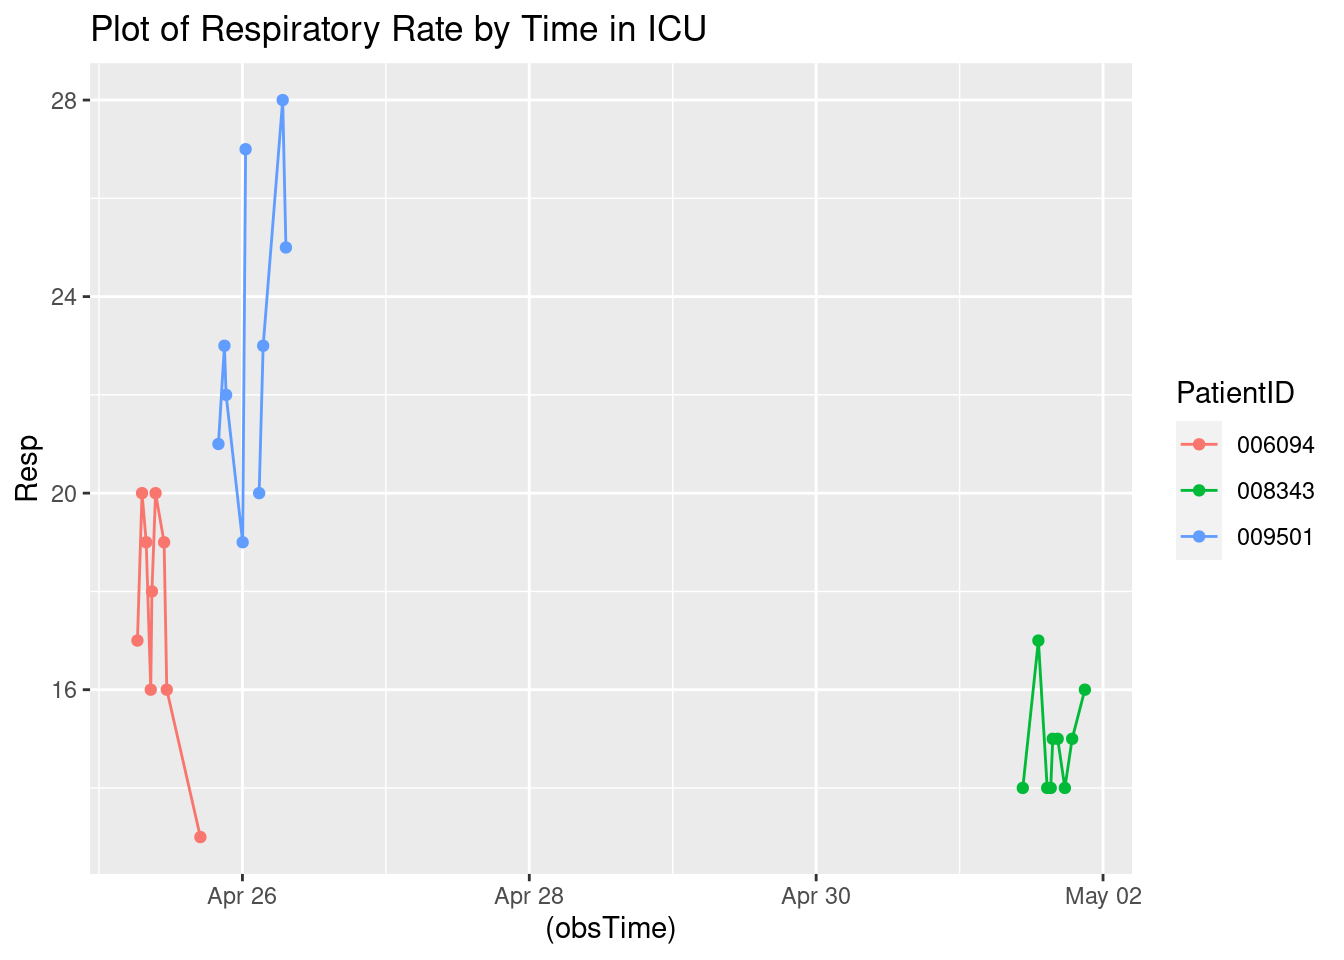 Plot of Respiratory Rate by Time in ICU
28
24
20
16
Resp
Apr 26
Apr 28
Apr 30
May 02
(obsTime)
PatientID
006094
008343
009501